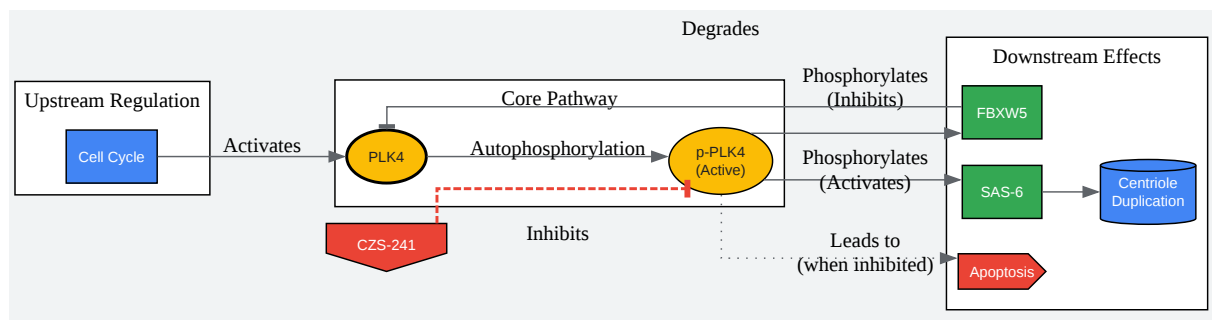 Degrades
Upstream Regulation
Cell Cycle
Activates
Core Pathway
PLK4
Autophosphorylation
p-PLK4
(Active)
CZS-241
Inhibits
Phosphorylates
(Inhibits)
Phosphorylates
(Activates)
Leads to
(when inhibited)
Downstream Effects
FBXW5
SAS-6
Centriole
Duplication
Apoptosis